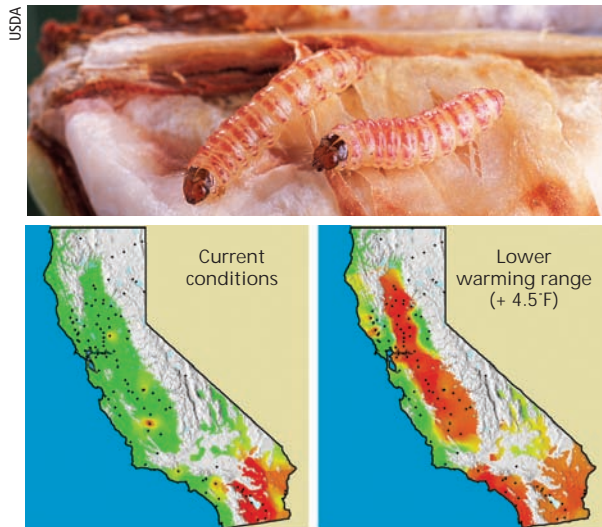 USDA
Current
conditions
Lower
warming range
(+ 4.5˚F)